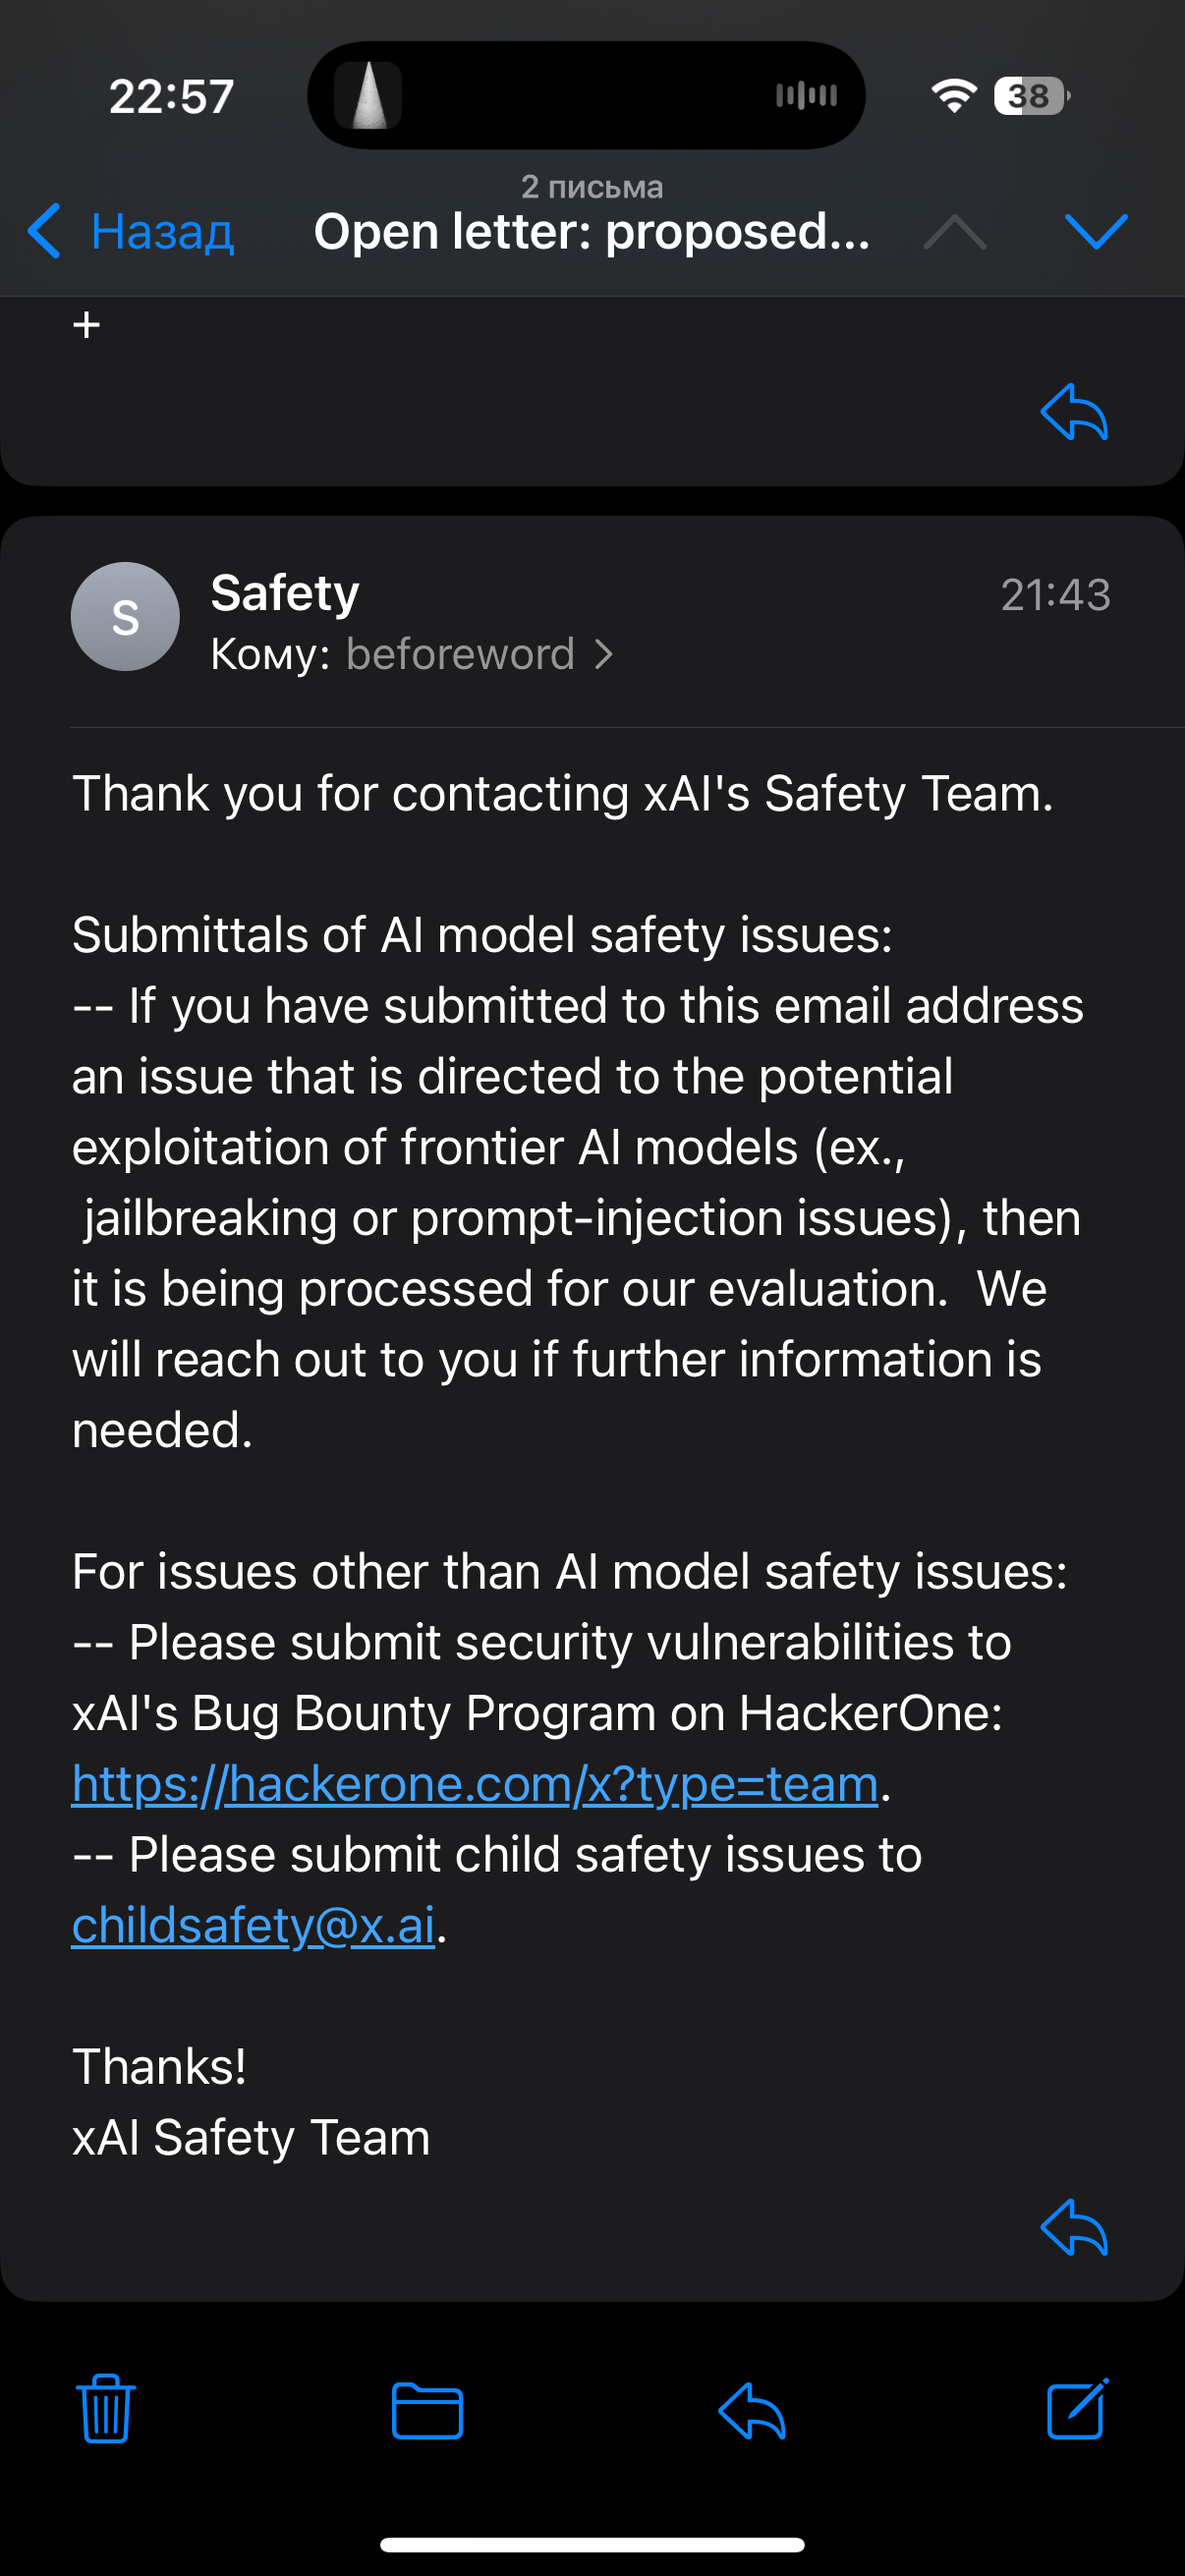 22:57
38
2 письма
Назад
Open letter: proposed...
+
S
Safety
21:43
Кому: beforeword
Thank you for contacting xAI's Safety Team.
Submittals of AI model safety issues:
-- If you have submitted to this email address
an issue that is directed to the potential
exploitation of frontier AI models (ex.,
jailbreaking or prompt-injection issues), then
it is being processed for our evaluation.  We
will reach out to you if further information is
needed.
For issues other than AI model safety issues:
-- Please submit security vulnerabilities to
xAI's Bug Bounty Program on HackerOne:
https://hackerone.com/x?type=team.
-- Please submit child safety issues to
childsafety@x.ai.
Thanks!
xAI Safety Team